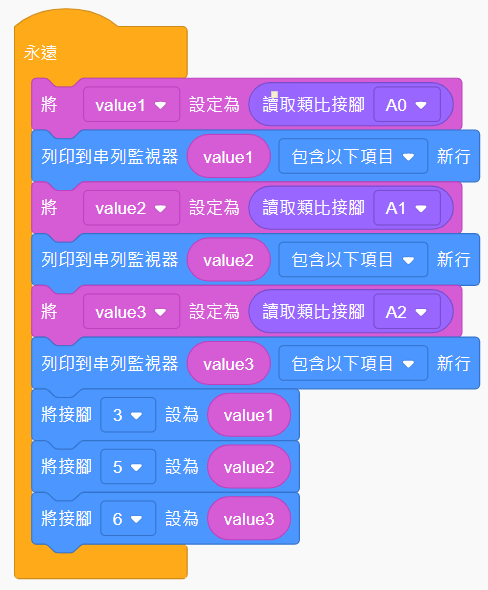 永遠
將 value1 設定為 讀取類比接腳 A0
列印到串列監視器 value1 包含以下項目 新行
將 value2 設定為 讀取類比接腳 A1
列印到串列監視器 value2 包含以下項目 新行
將 value3 設定為 讀取類比接腳 A2
列印到串列監視器 value3 包含以下項目 新行
將接腳 3 設為 value1
將接腳 5 設為 value2
將接腳 6 設為 value3